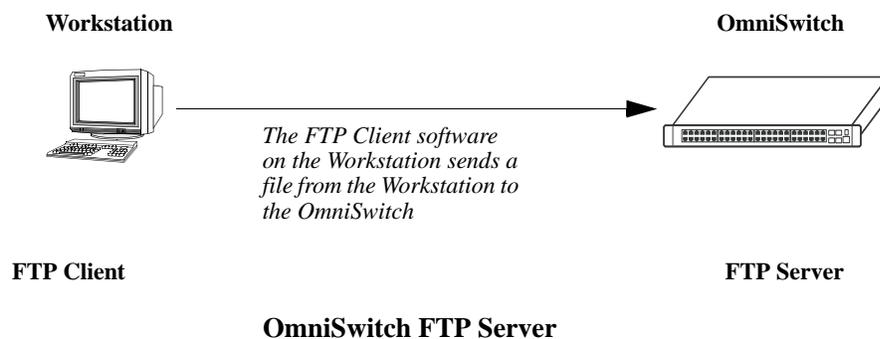 Workstation
OmniSwitch
The FTP Client software
on the Workstation sends a
file from the Workstation to
the OmniSwitch
FTP Client
FTP Server
OmniSwitch FTP Server